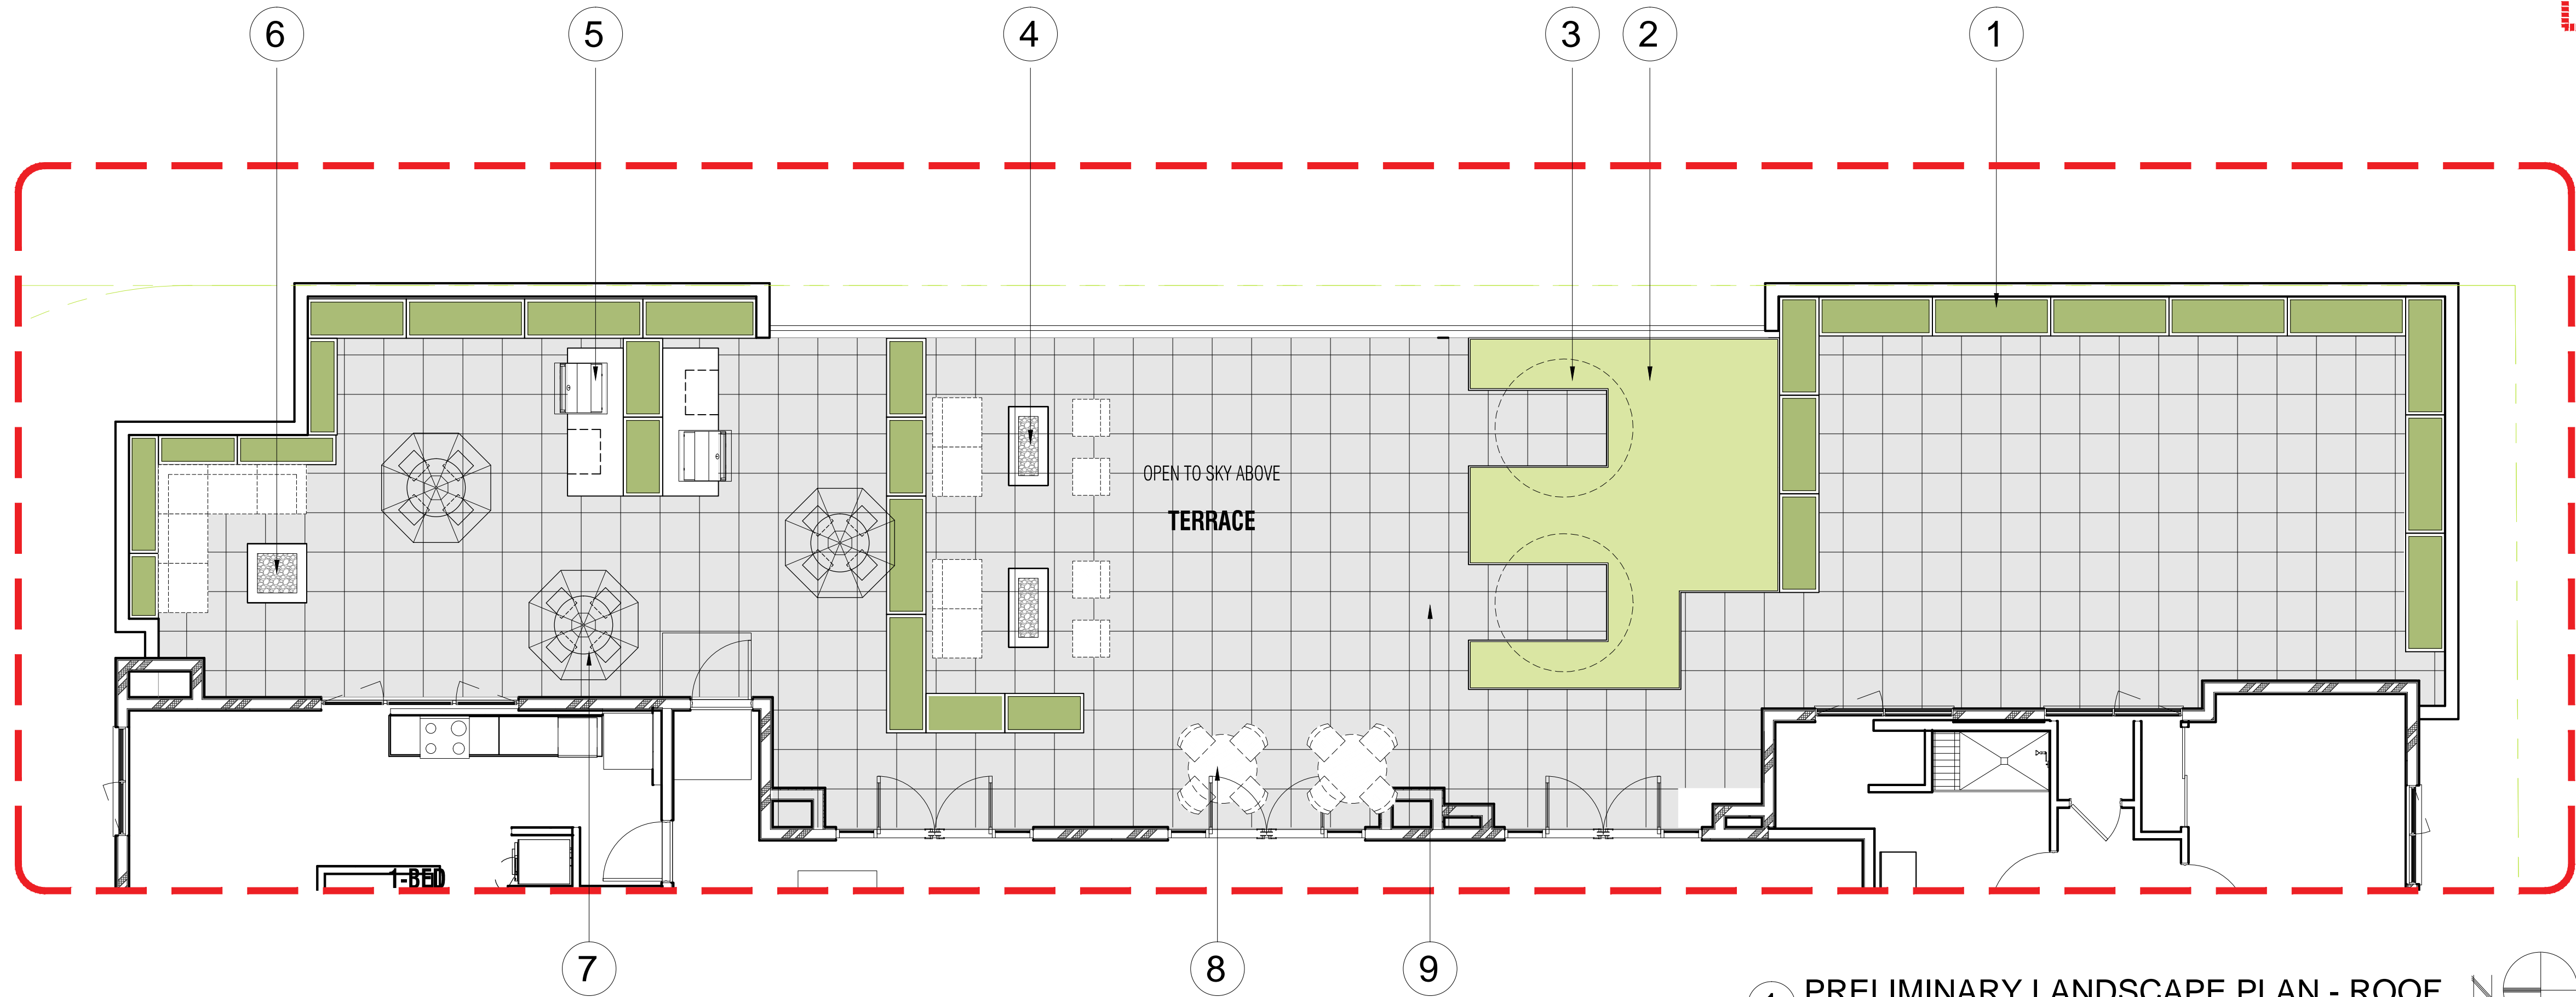 6 5 4 3 2 1
OPEN TO SKY ABOVE
TERRACE
1-BED
7 8 9
PRELIMINARY LANDSCAPE PLAN - ROOF
N